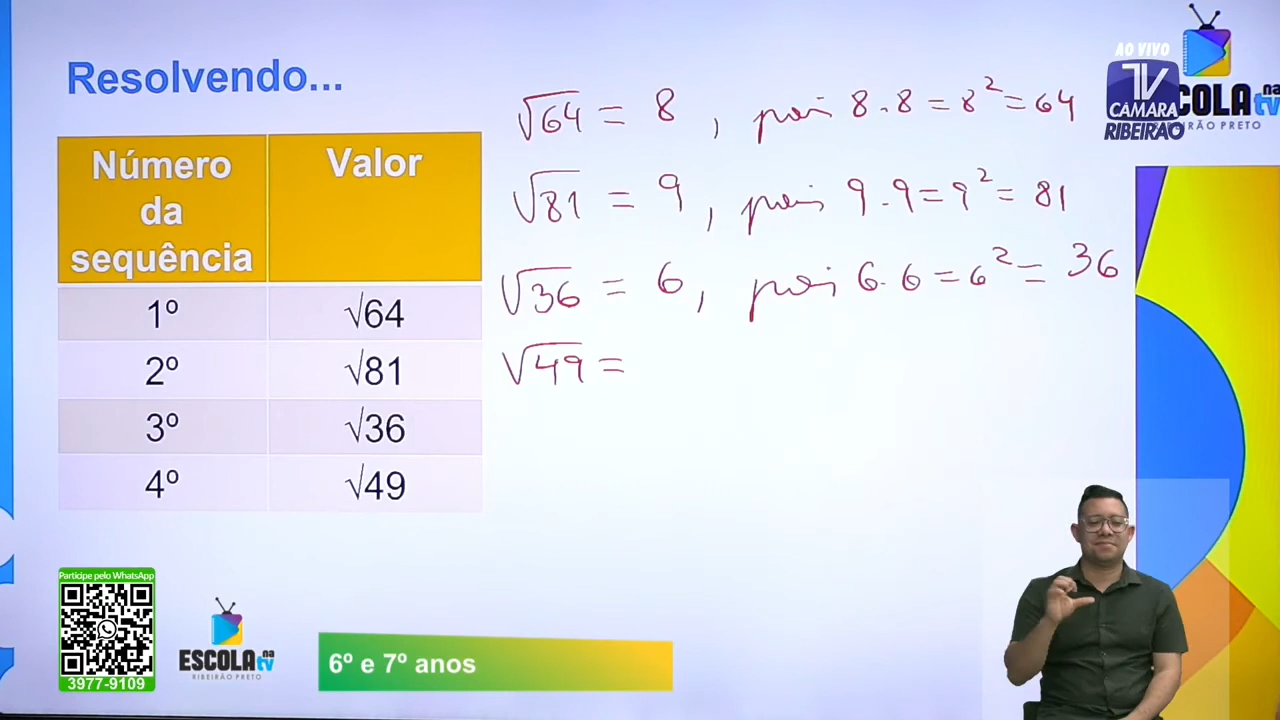 Resolvendo...
AO VIVO
TV
CÂMARA
RIBEIRÃO
ESCOLA na tv
RIBEIRÃO PRETO
Número da sequência Valor
1º √64
2º √81
3º √36
4º √49
√64 = 8 , pois 8.8 = 8² = 64
√81 = 9 , pois 9.9 = 9² = 81
√36 = 6 , pois 6.6 = 6² = 36
√49 =
Participe pelo WhatsApp
3977-9109
ESCOLA na tv
RIBEIRÃO PRETO
6º e 7º anos